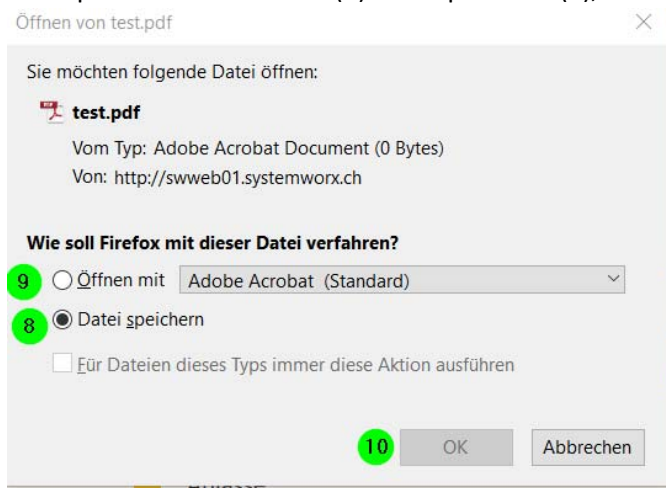 Öffnen von test.pdf
Sie möchten folgende Datei öffnen:
test.pdf
Vom Typ: Adobe Acrobat Document (0 Bytes)
Von: http://swweb01.systemworx.ch
Wie soll Firefox mit dieser Datei verfahren?
9 Öffnen mit Adobe Acrobat (Standard)
8 Datei speichern
Für Dateien dieses Typs immer diese Aktion ausführen
10 OK Abbrechen